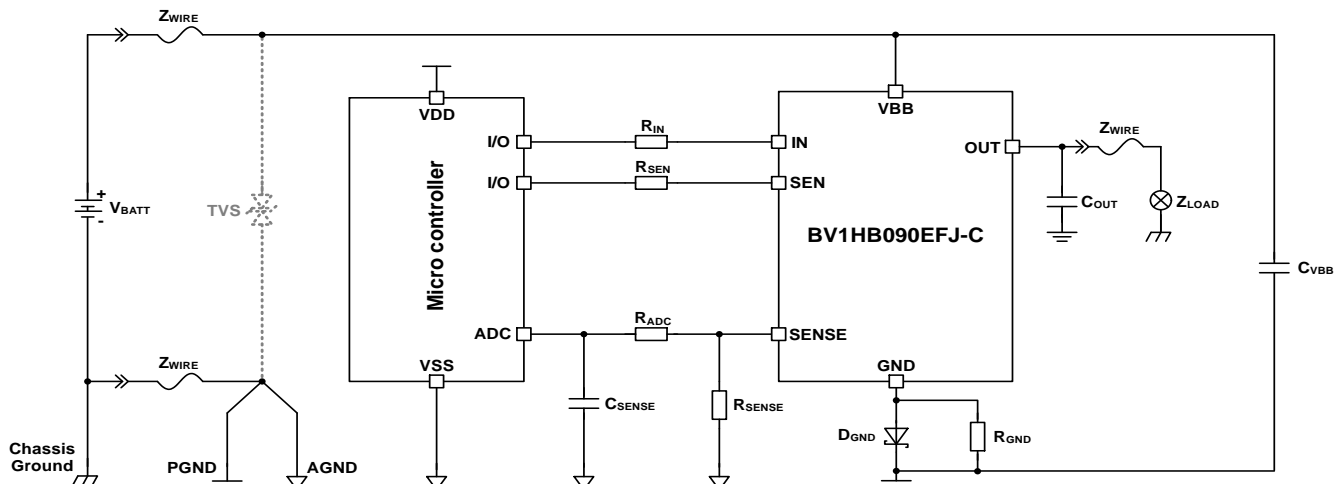 ZWIRE
VDD
VBB
I/O
RIN
IN
OUT
ZWIRE
I/O
RSEN
SEN
+
VBATT
-
TVS
Micro controller
COUT
ZLOAD
BV1HB090EFJ-C
CVBB
ADC
RADC
SENSE
ZWIRE
VSS
GND
CSENSE
RSENSE
DGND
RGND
Chassis
Ground
PGND
AGND